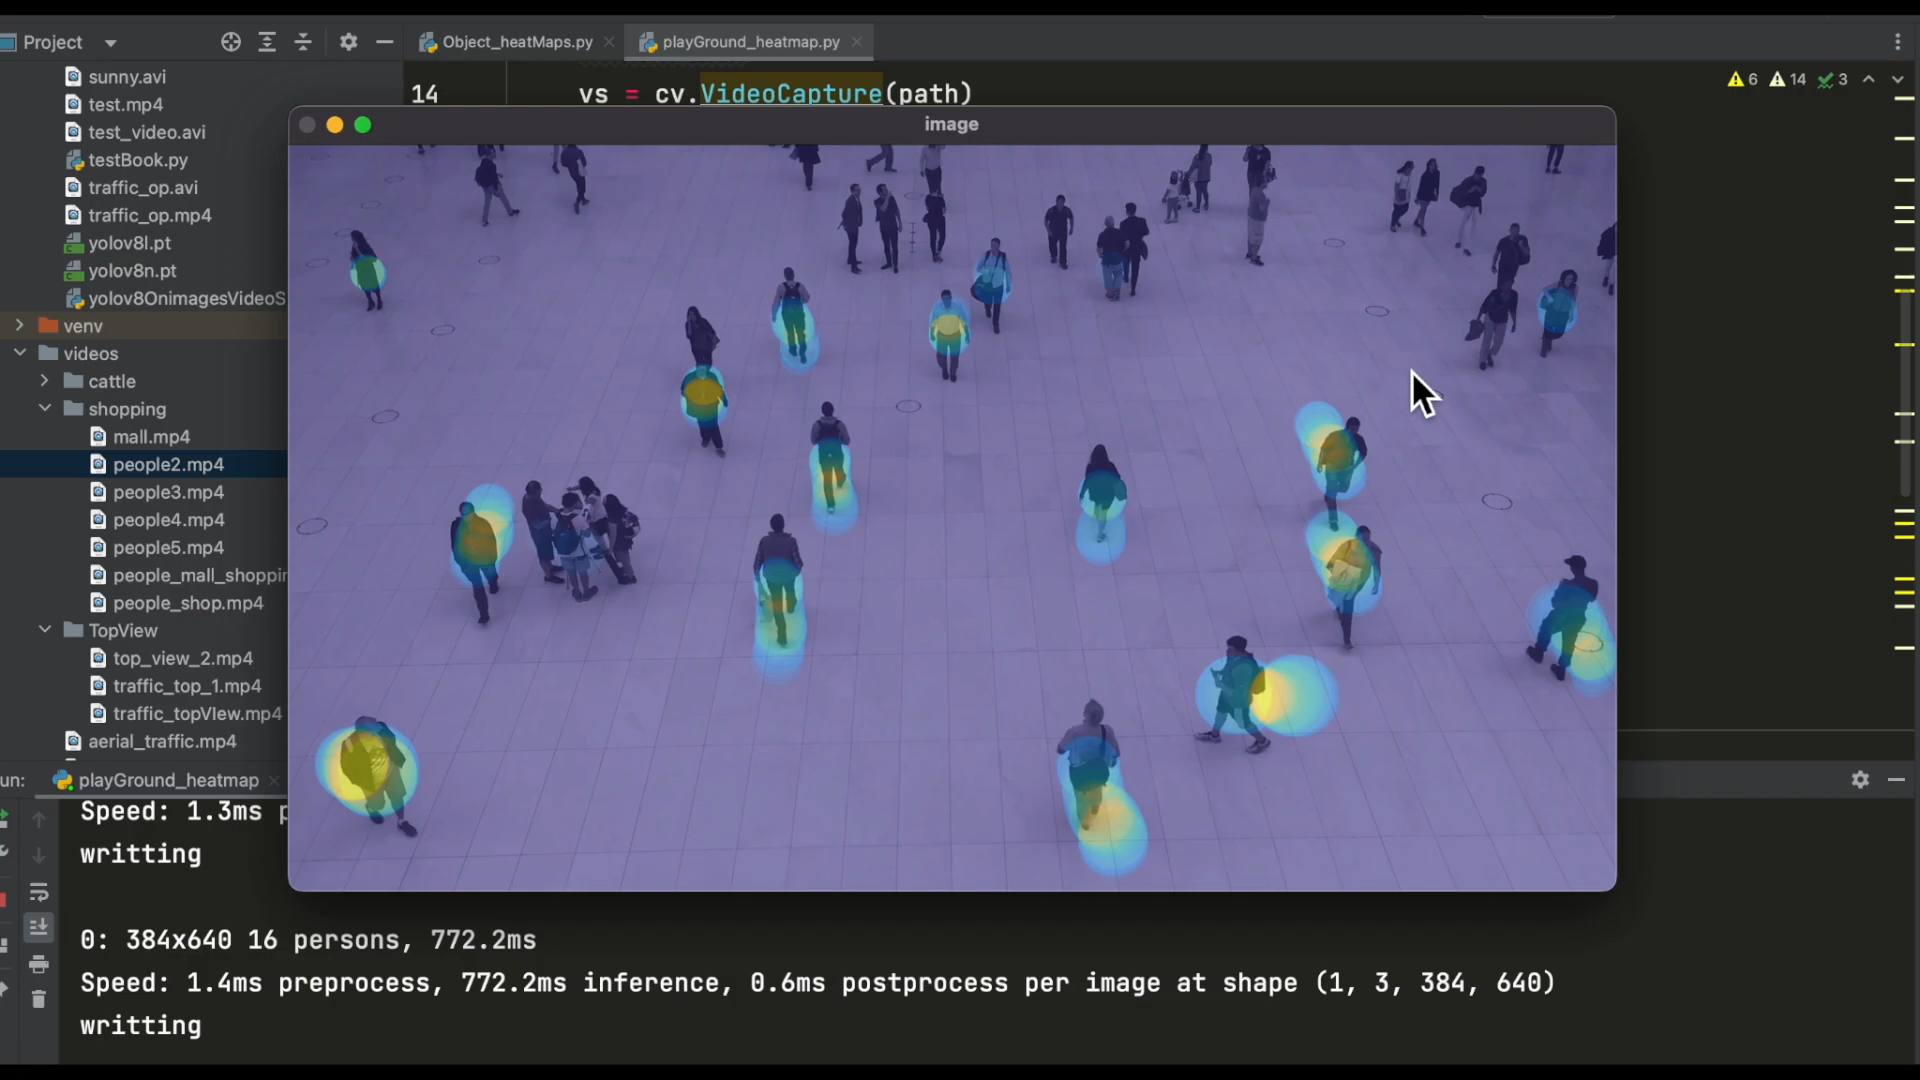 Project
Object_heatMaps.py
playGround_heatmap.py
sunny.avi
test.mp4
test_video.avi
testBook.py
traffic_op.avi
traffic_op.mp4
yolov8l.pt
yolov8n.pt
yolov8OnimagesVideoS
venv
videos
cattle
shopping
mall.mp4
people2.mp4
people3.mp4
people4.mp4
people5.mp4
people_mall_shoppin
people_shop.mp4
TopView
top_view_2.mp4
traffic_top_1.mp4
traffic_topVIew.mp4
aerial_traffic.mp4
14 vs = cv.VideoCapture(path)
6 14 3
image
un: playGround_heatmap
Speed: 1.3ms p
writting
0: 384x640 16 persons, 772.2ms
Speed: 1.4ms preprocess, 772.2ms inference, 0.6ms postprocess per image at shape (1, 3, 384, 640)
writting